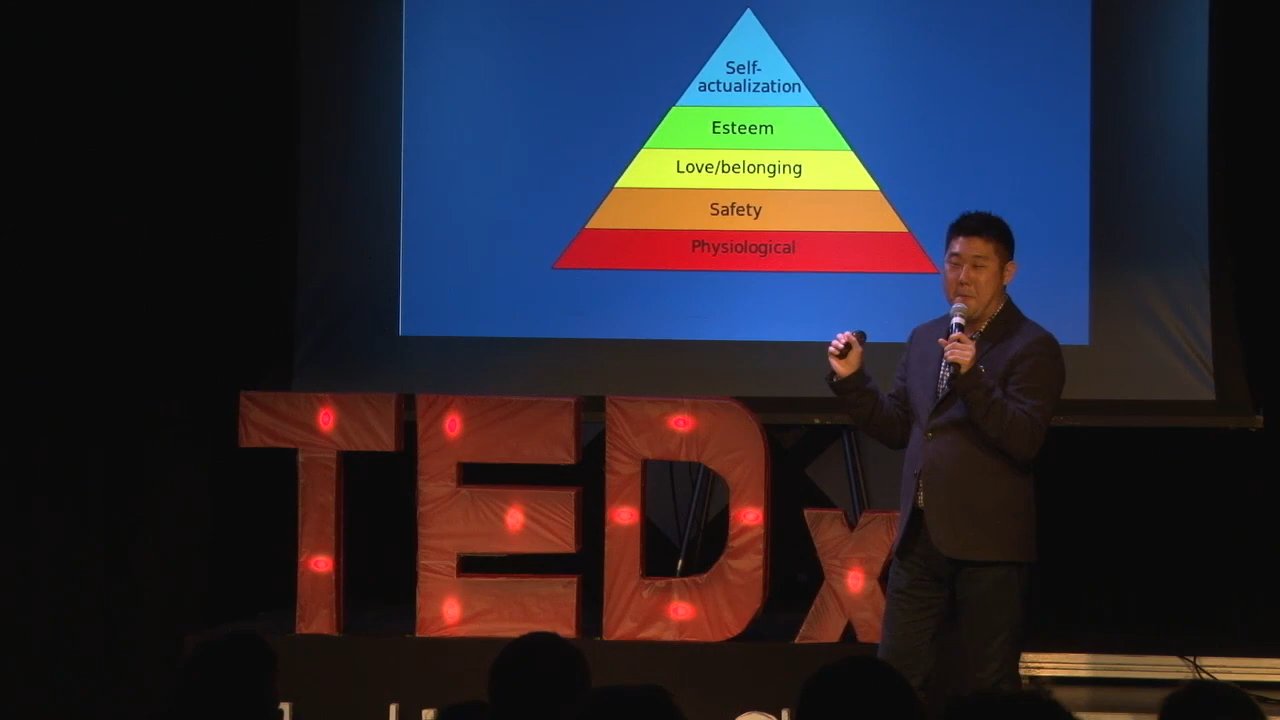 Self-
actualization
Esteem
Love/belonging
Safety
Physiological
TEDx